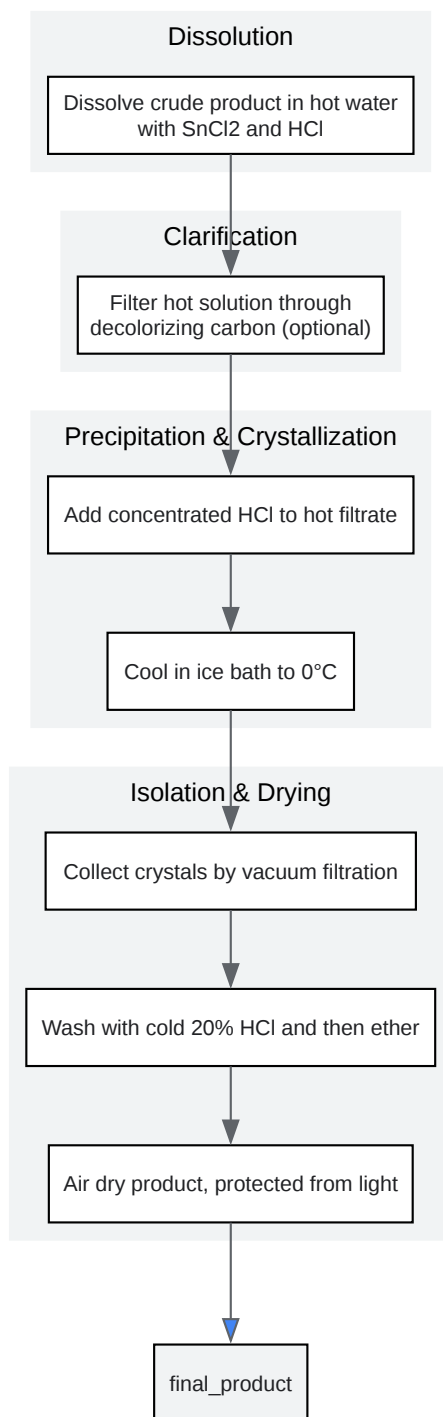 Dissolution
Dissolve crude product in hot water
with SnCl2 and HCl
Clarification
Filter hot solution through
decolorizing carbon (optional)
Precipitation & Crystallization
Add concentrated HCl to hot filtrate
Cool in ice bath to 0°C
Isolation & Drying
Collect crystals by vacuum filtration
Wash with cold 20% HCl and then ether
Air dry product, protected from light
final_product